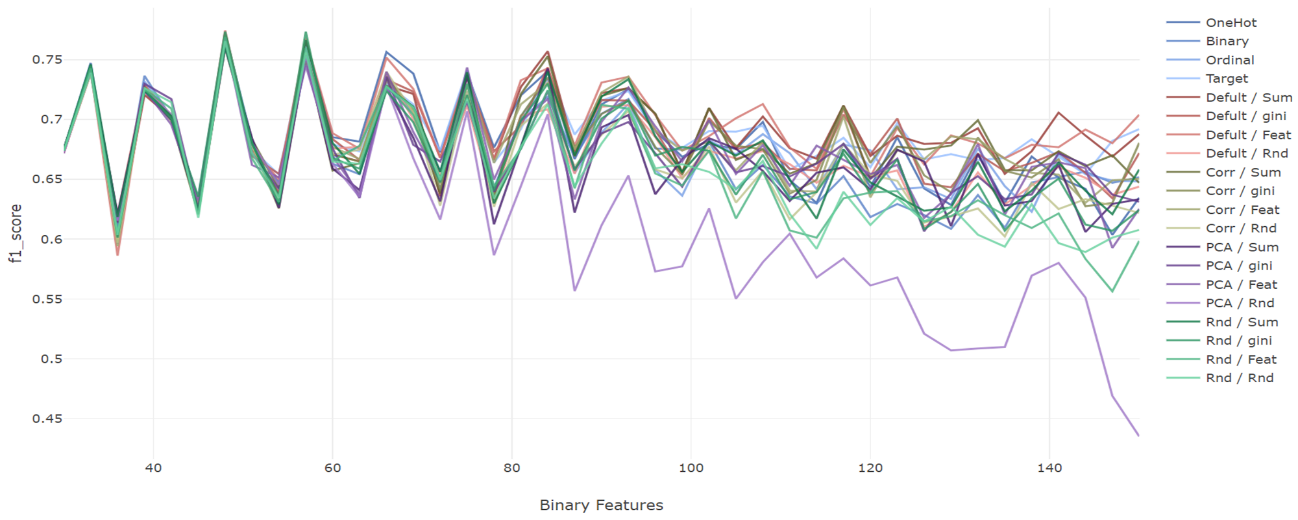 f1_score
0.75
0.7
0.65
0.6
0.55
0.5
0.45
40
60
80
100
120
140
Binary Features
OneHot
Binary
Ordinal
Target
Defult / Sum
Defult / gini
Defult / Feat
Defult / Rnd
Corr / Sum
Corr / gini
Corr / Feat
Corr / Rnd
PCA / Sum
PCA / gini
PCA / Feat
PCA / Rnd
Rnd / Sum
Rnd / gini
Rnd / Feat
Rnd / Rnd